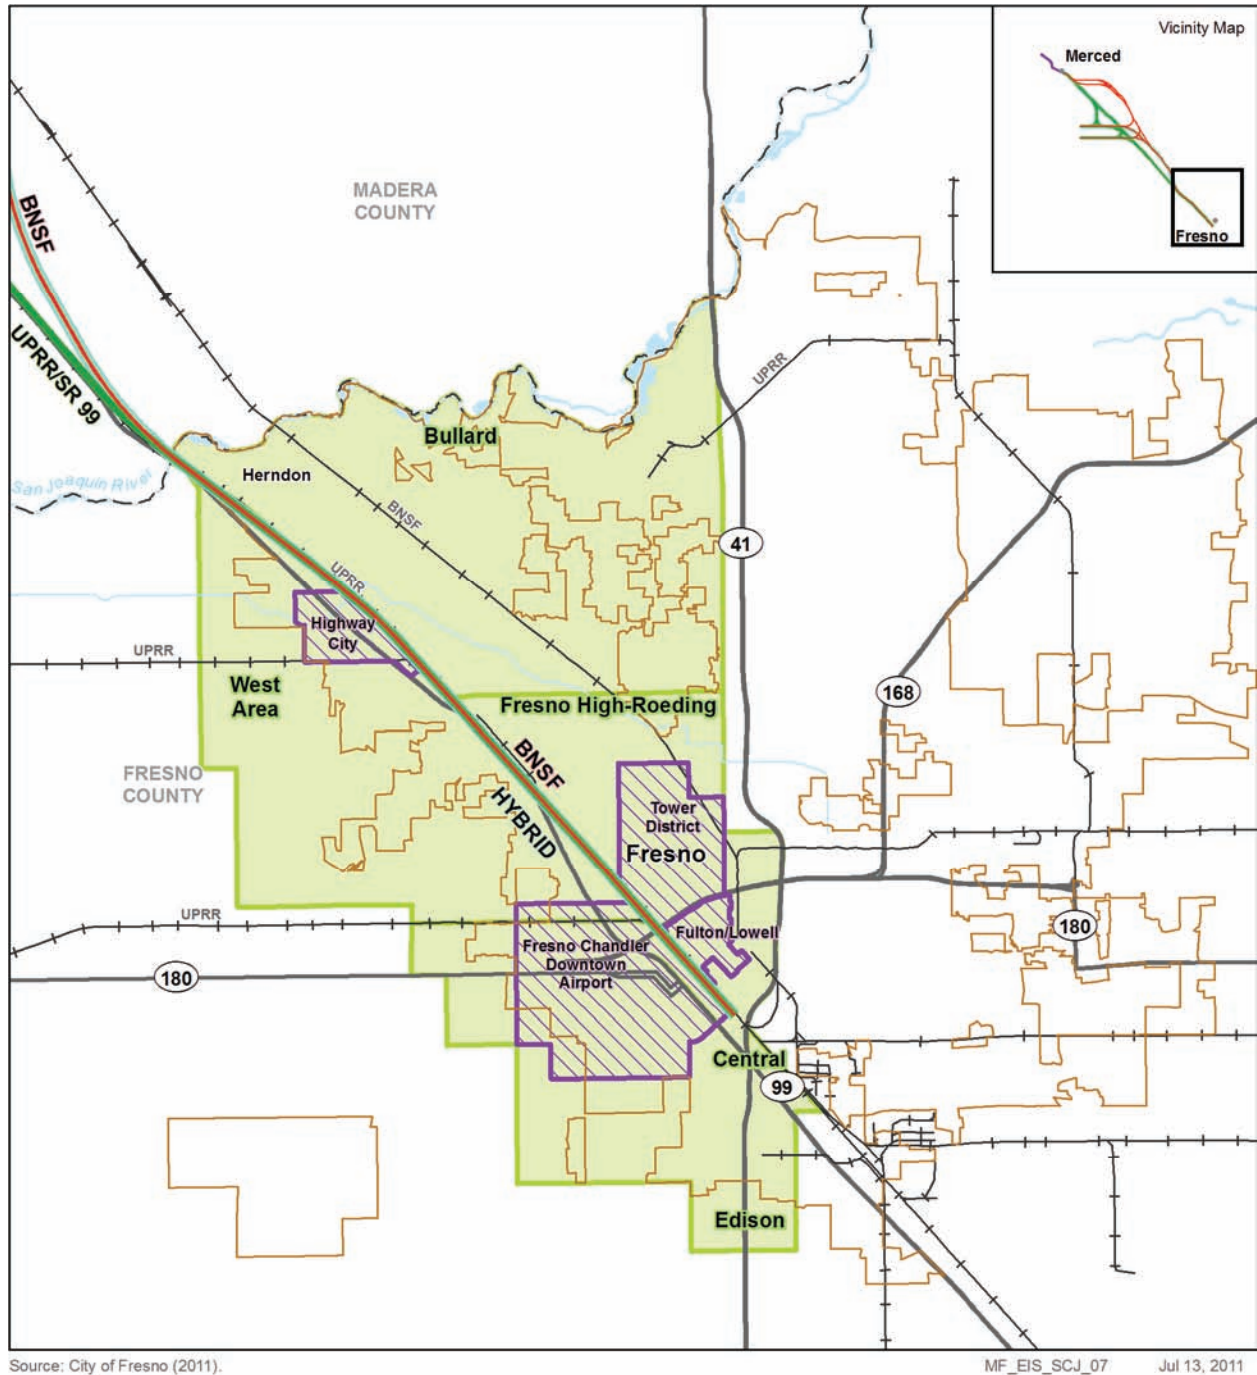 Vicinity Map
Merced
Fresno
MADERA
COUNTY
BNSF
UPRR/SR 99
San Joaquin River
UPRR
Bullard
Herndon
BNSF
41
UPRR
Highway
City
UPRR
West
Area
Fresno High-Roeding
168
FRESNO
COUNTY
BNSF
HYBRID
Tower
District
Fresno
UPRR
Fulton/Lowell
180
Fresno Chandler
Downtown
Airport
180
Central
99
Edison
Source: City of Fresno (2011).
MF_EIS_SCJ_07
Jul 13, 2011